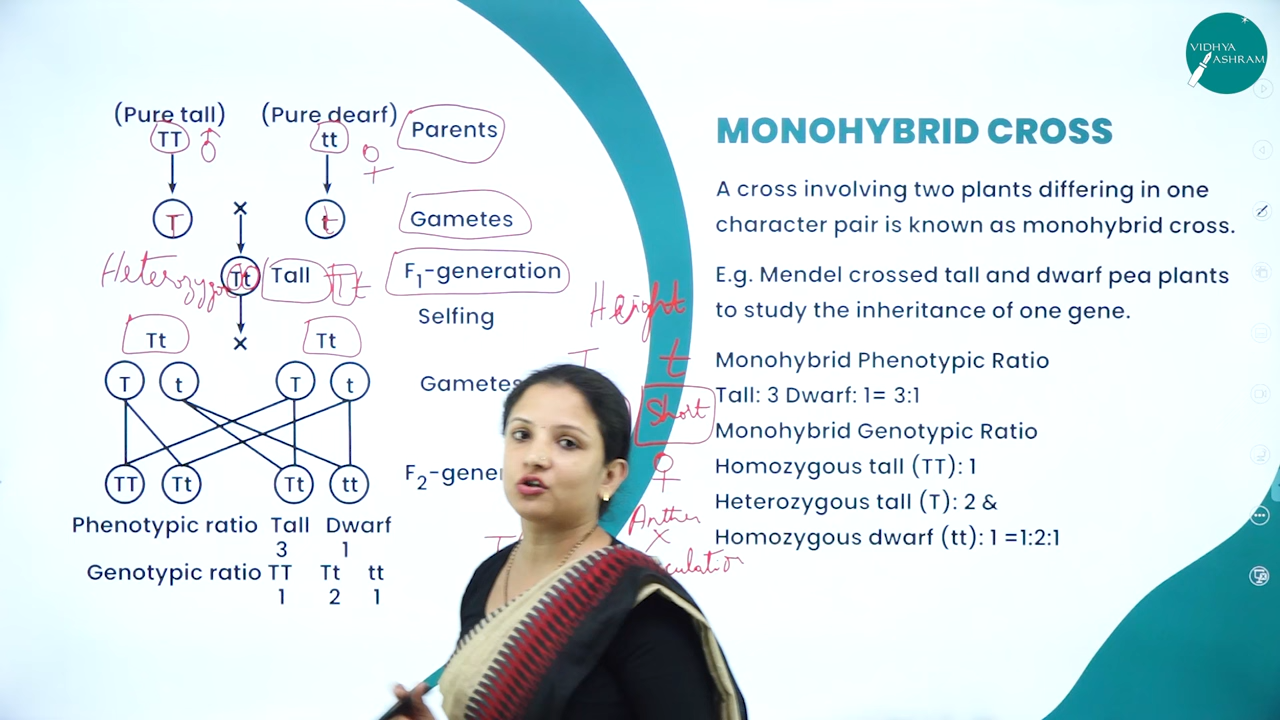 VIDHYA
ASHRAM
(Pure tall) (Pure dearf)
TT tt Parents
T t Gametes
Tt Tall Tt F1-generation
Height
Selfing
Tt Tt
T t
T t T t Gametes
Short
TT Tt Tt tt F2-gener
Anther
Phenotypic ratio Tall Dwarf
3 1
Genotypic ratio TT Tt tt
1 2 1
MONOHYBRID CROSS
A cross involving two plants differing in one
character pair is known as monohybrid cross.
E.g. Mendel crossed tall and dwarf pea plants
to study the inheritance of one gene.
Monohybrid Phenotypic Ratio
Tall: 3 Dwarf: 1= 3:1
Monohybrid Genotypic Ratio
Homozygous tall (TT): 1
Heterozygous tall (T): 2 &
Homozygous dwarf (tt): 1 =1:2:1